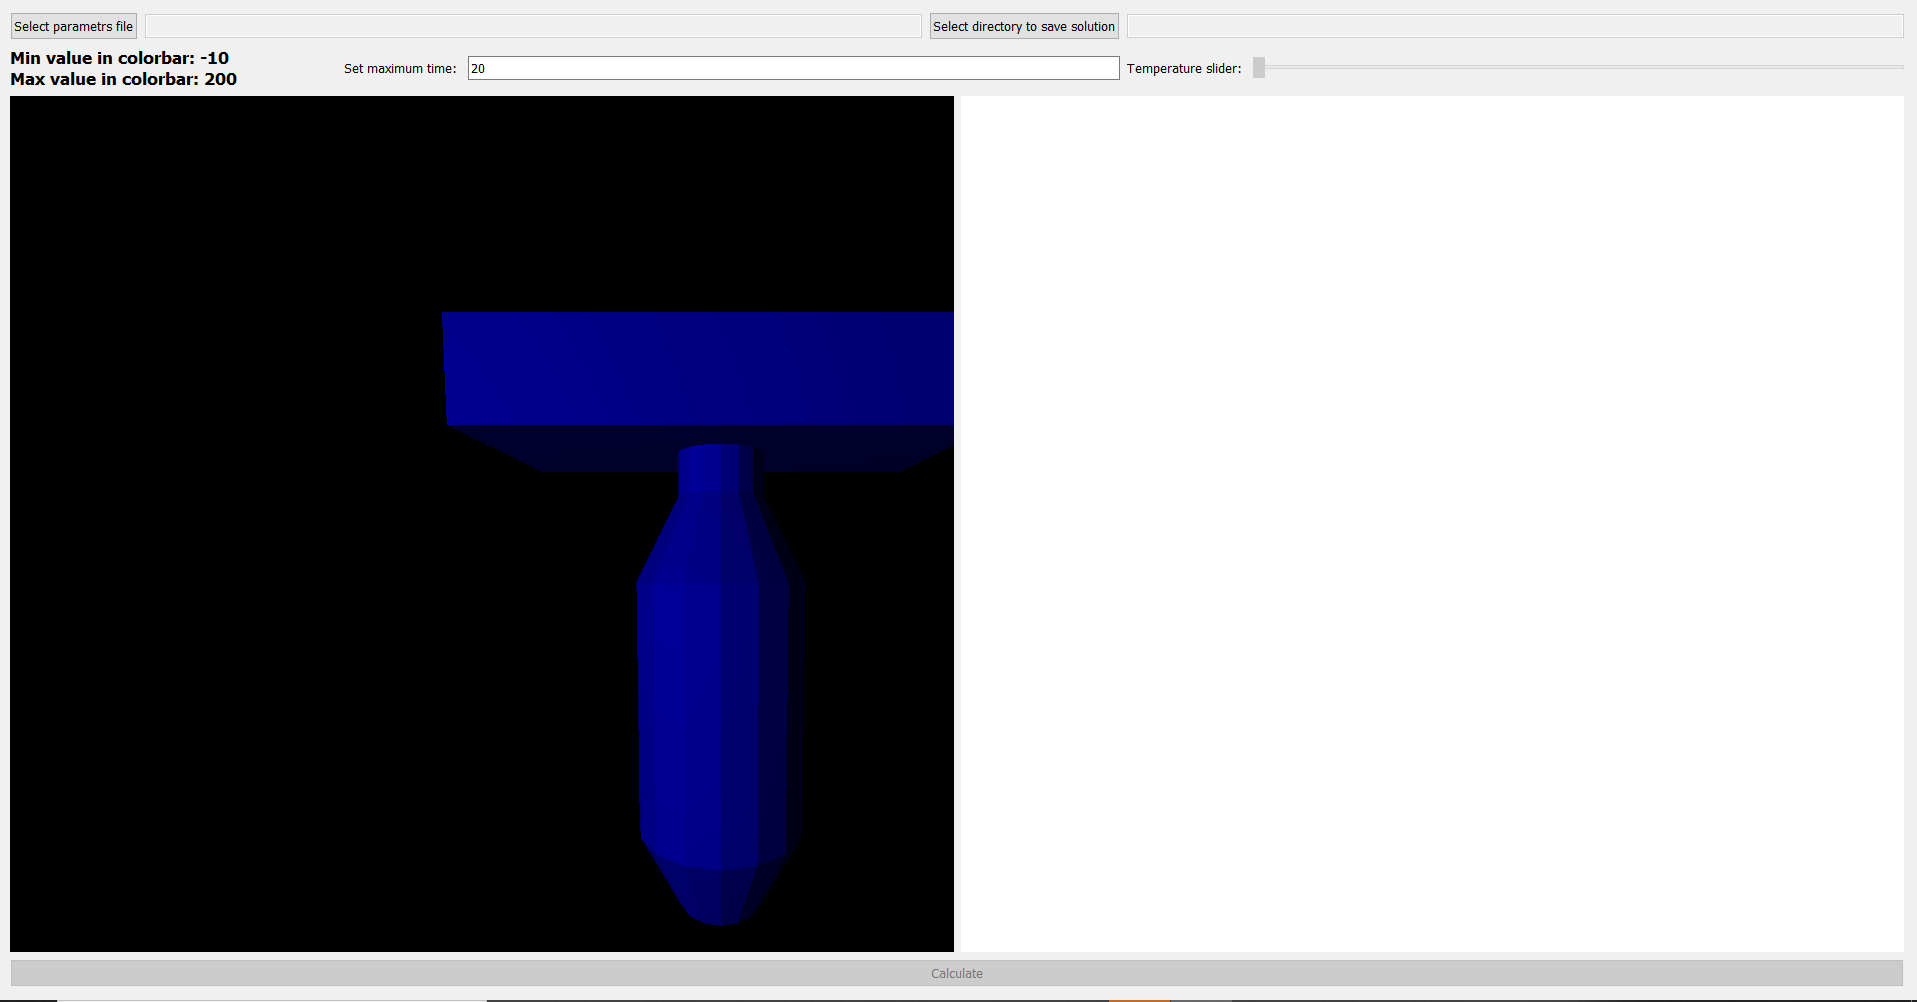 Select parametrs file
Select directory to save solution
Min value in colorbar: -10
Max value in colorbar: 200
Set maximum time: 20
Temperature slider:
Calculate